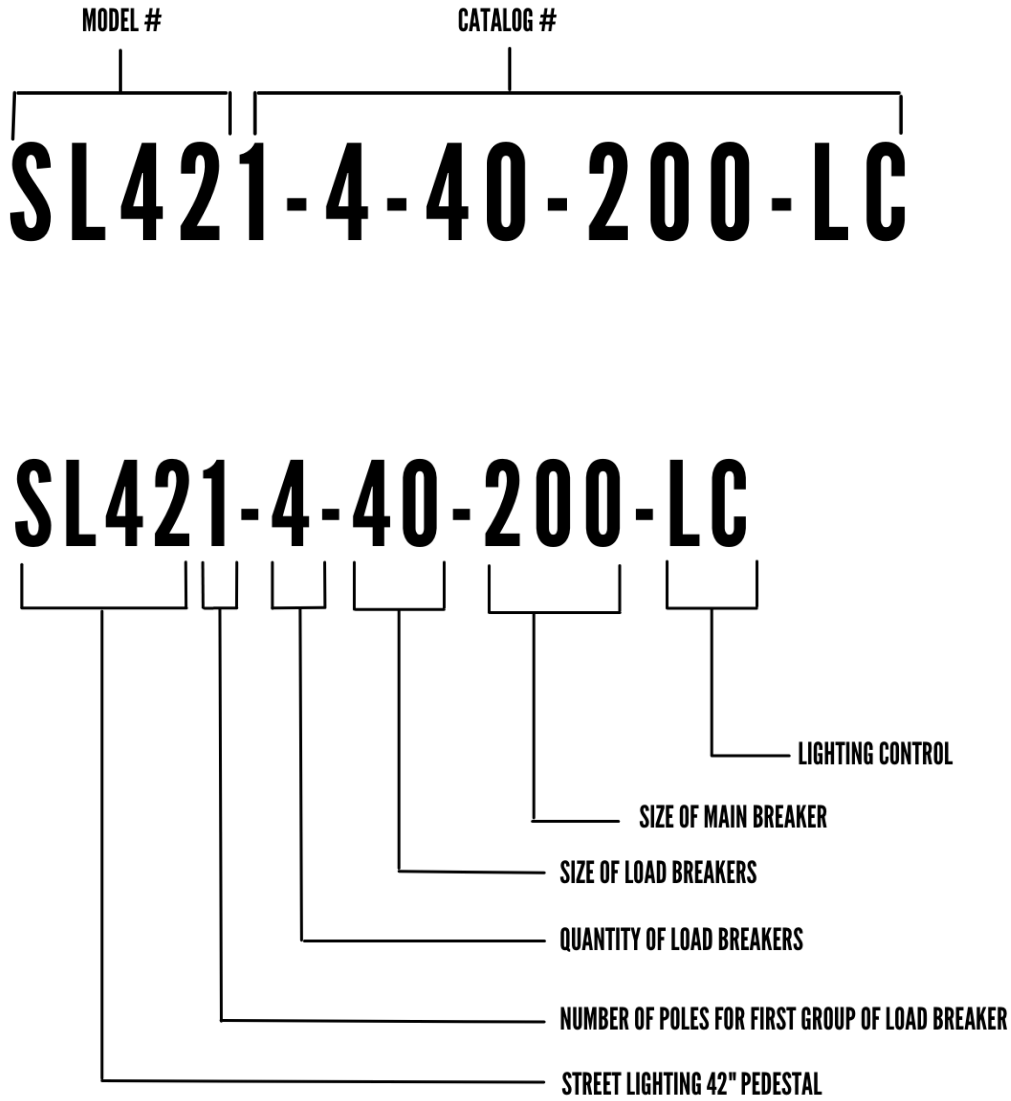 MODEL # CATALOG #
SL421-4-40-200-LC
SL421-4-40-200-LC
LIGHTING CONTROL
SIZE OF MAIN BREAKER
SIZE OF LOAD BREAKERS
QUANTITY OF LOAD BREAKERS
NUMBER OF POLES FOR FIRST GROUP OF LOAD BREAKER
STREET LIGHTING 42" PEDESTAL